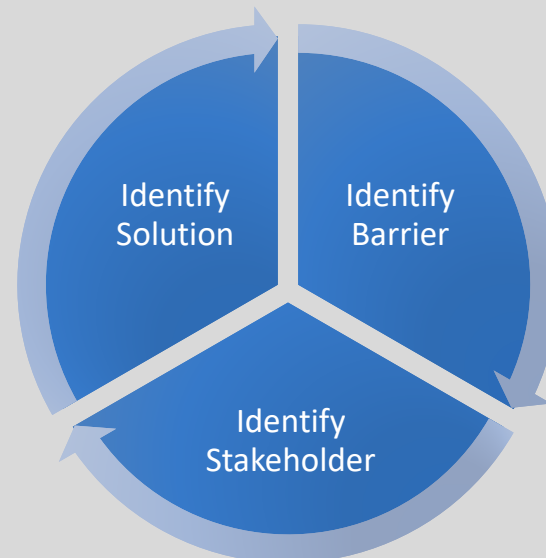 Identify
Solution
Identify
Barrier
Identify
Stakeholder